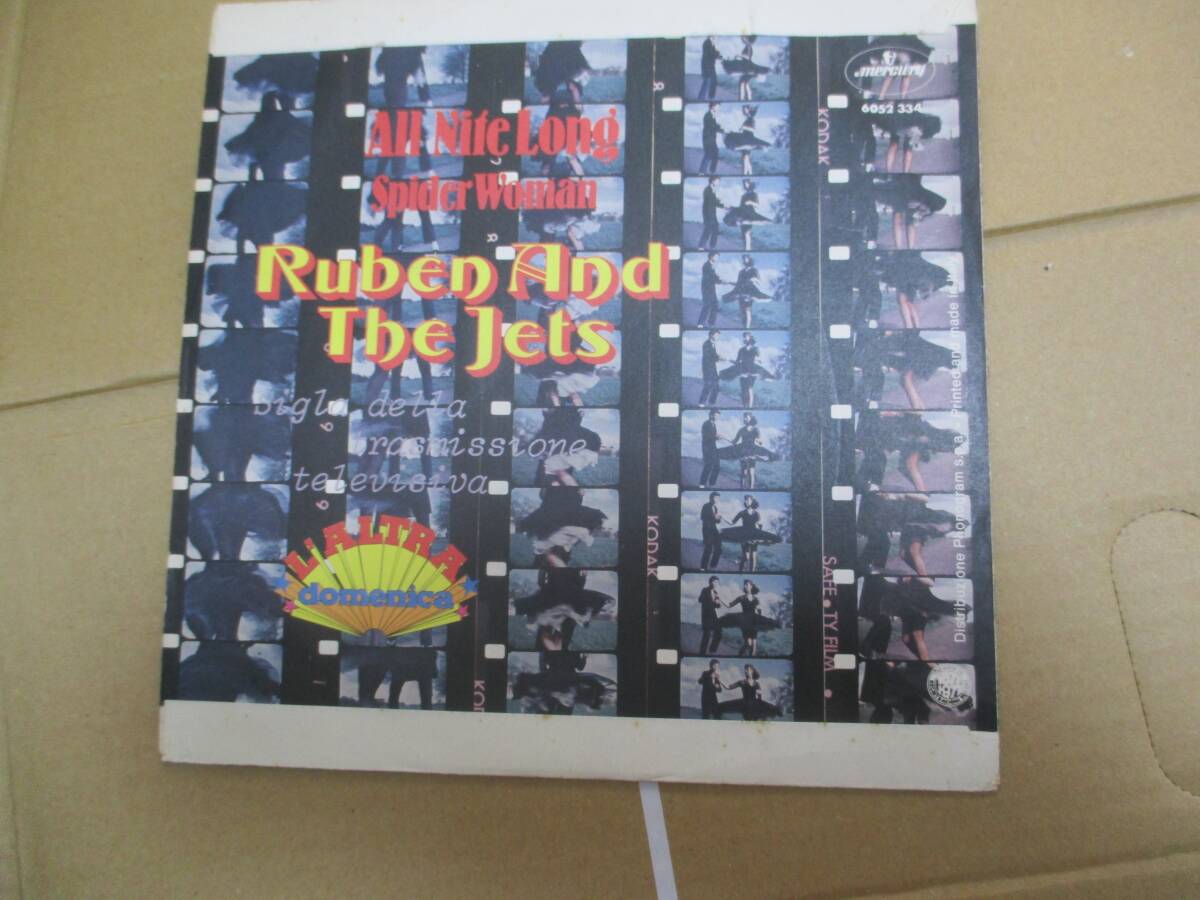 mercury
6052 334
All Nite Long
Spider Woman
Ruben And
The Jets
sigla della
trasmissione
televisiva
L'ALTRA
domenica
KODAK
KODAK
SAFE.TY FILM
Distribuzione Phonogram s.p.a. - Printed and made in